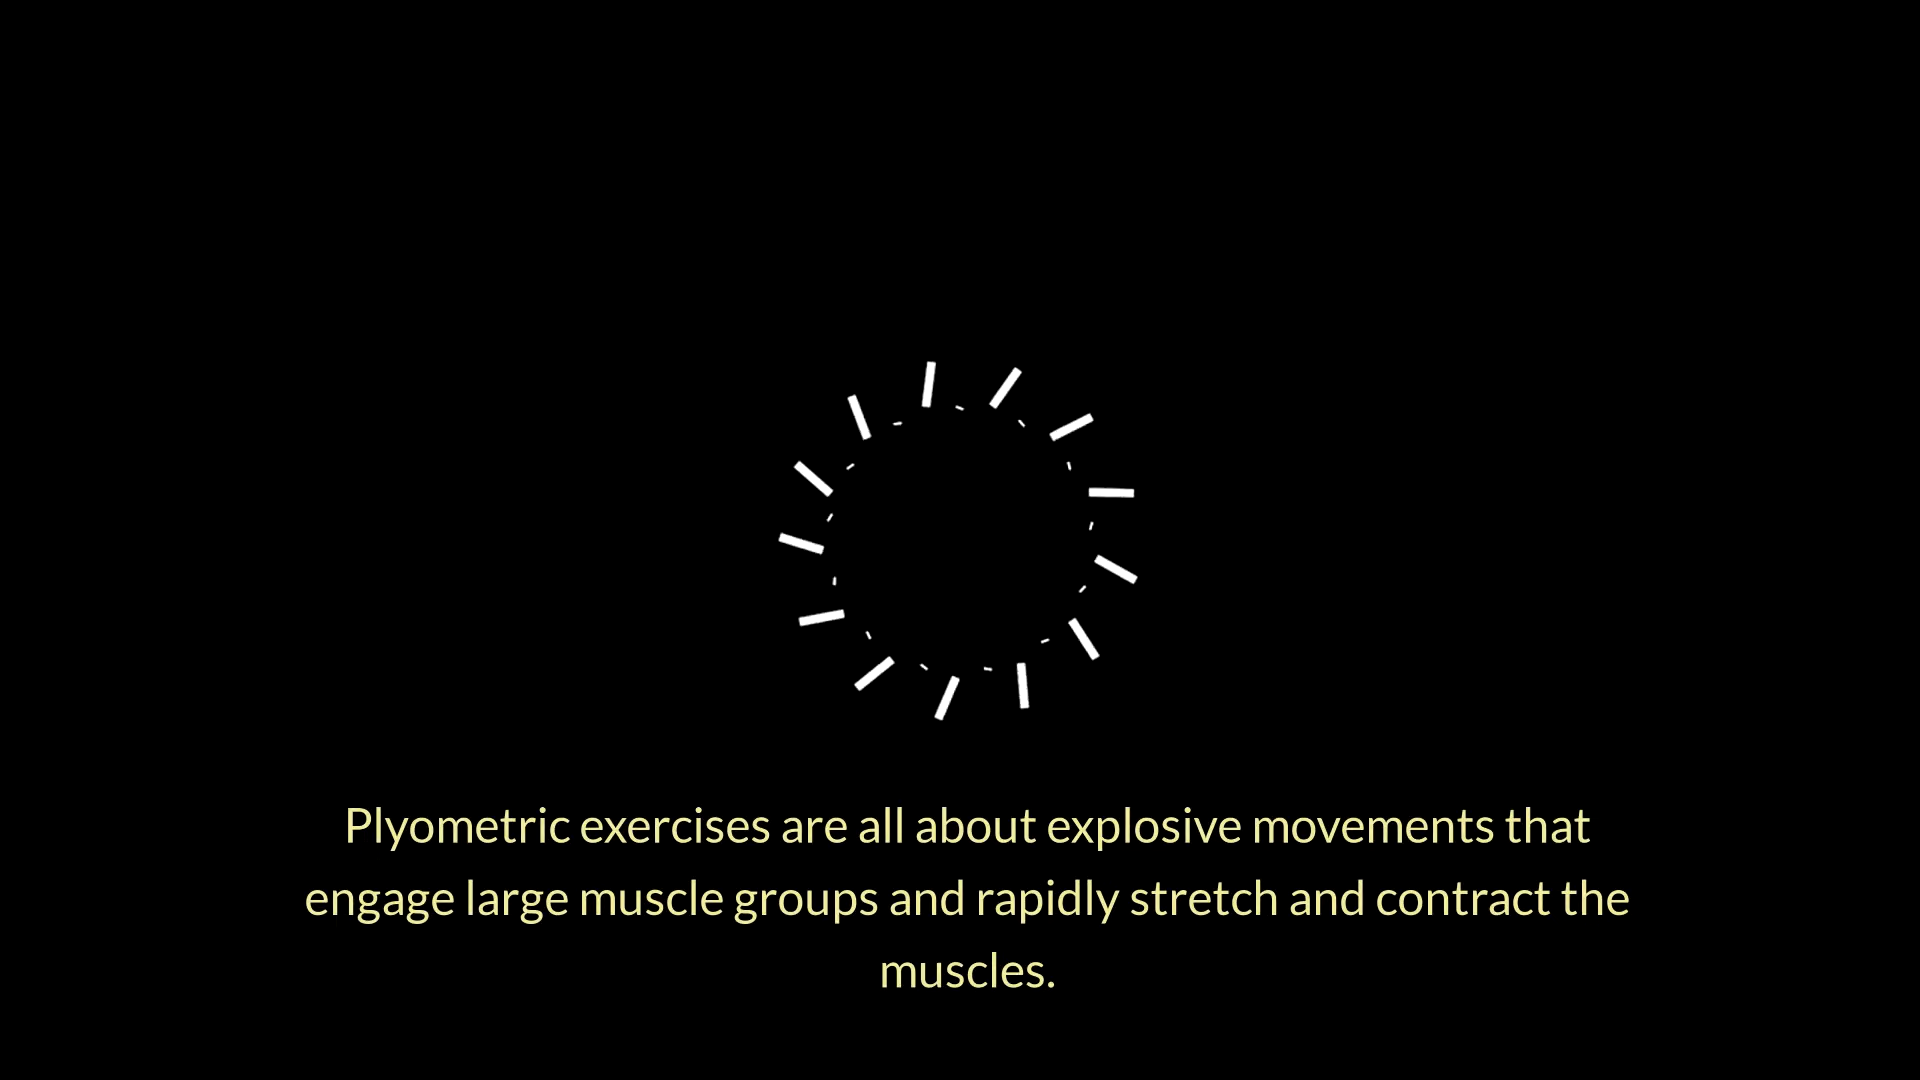 Plyometric exercises are all about explosive movements that
engage large muscle groups and rapidly stretch and contract the
muscles.